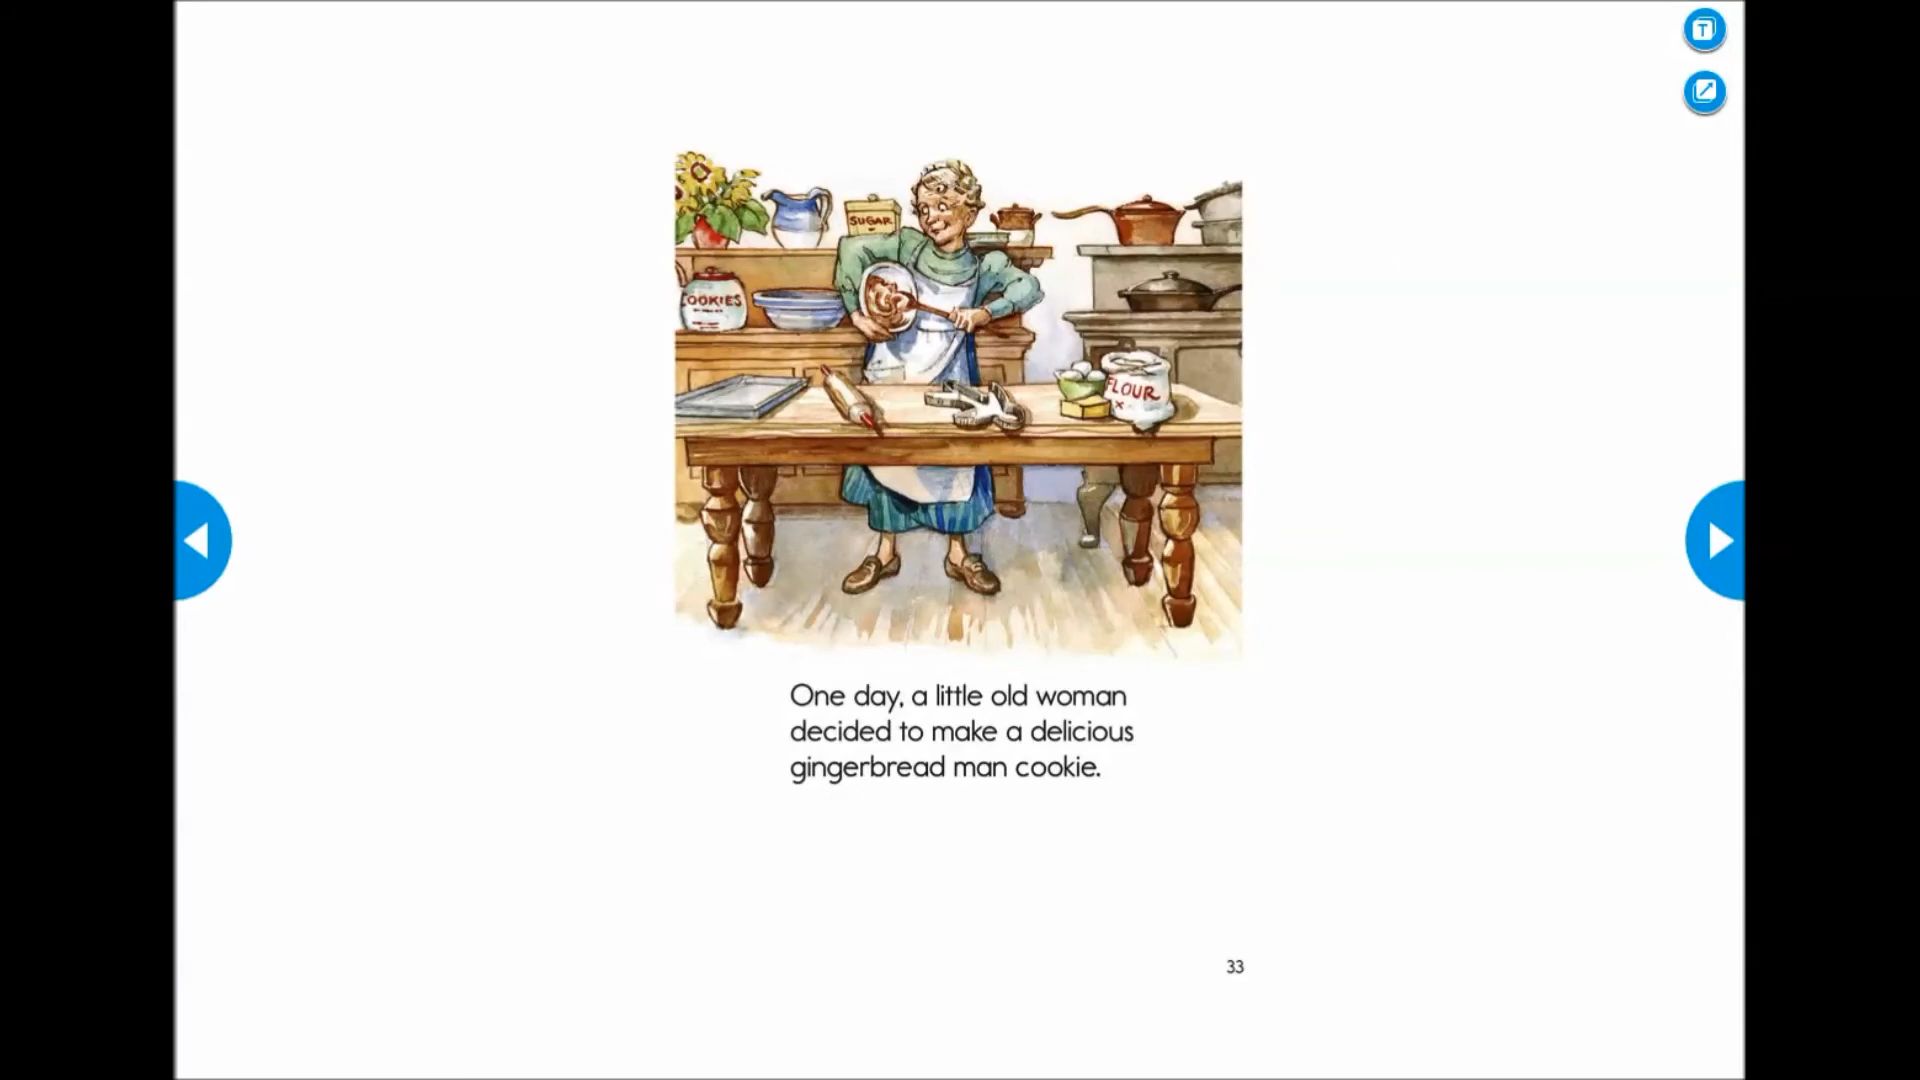 SUGAR
COOKIES
FLOUR
One day, a little old woman
decided to make a delicious
gingerbread man cookie.
33
T